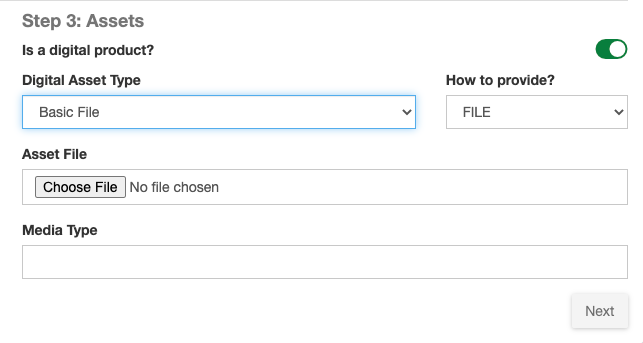 Step 3: Assets
Is a digital product?
Digital Asset Type How to provide?
Basic File FILE
Asset File
Choose File No file chosen
Media Type
Next